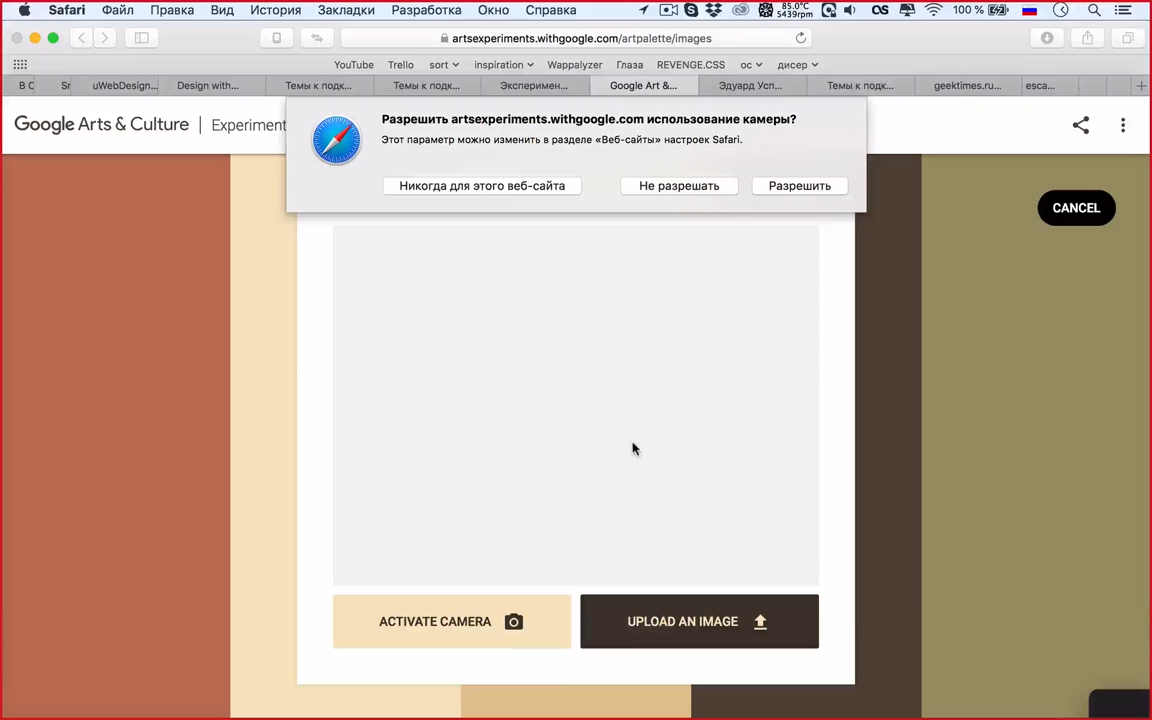 Safari Файл Правка Вид История Закладки Разработка Окно Справка 85.0°C 5439rpm 100 %
artsexperiments.withgoogle.com/artpalette/images
YouTube Trello sort inspiration Wappalyzer Глаза REVENGE.CSS ос дисер
uWebDesign... Design with... Темы к подк... Темы к подк... Эксперимен... Google Art &... Эдуард Усп... Темы к подк... geektimes.ru... esca...
Google Arts & Culture Experiment
Разрешить artsexperiments.withgoogle.com использование камеры?
Этот параметр можно изменить в разделе «Веб-сайты» настроек Safari.
Никогда для этого веб-сайта Не разрешать Разрешить
CANCEL
ACTIVATE CAMERA UPLOAD AN IMAGE